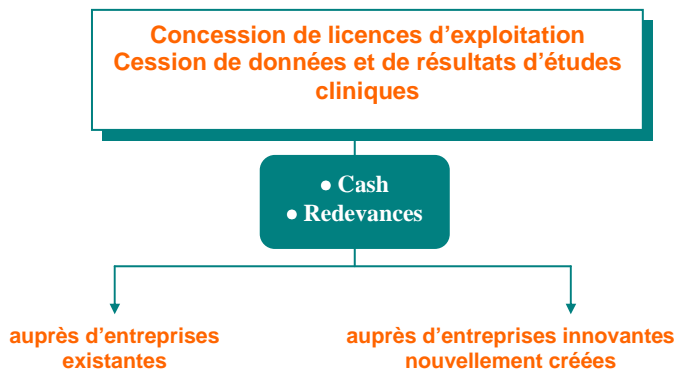 Concession de licences d'exploitation
Cession de données et de résultats d'études
cliniques
● Cash
● Redevances
auprès d'entreprises
existantes
auprès d'entreprises innovantes
nouvellement créées